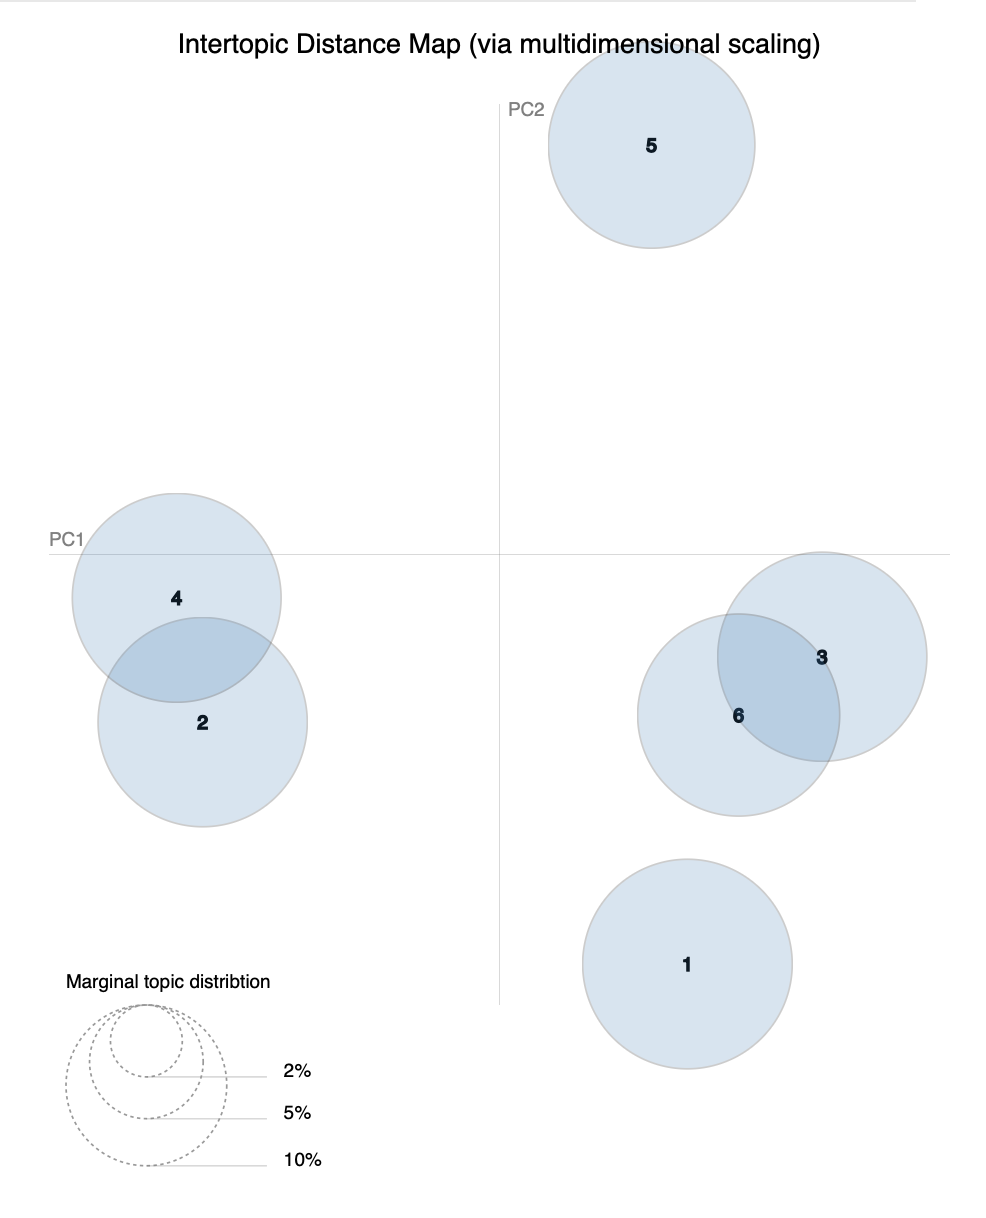 Intertopic Distance Map (via multidimensional scaling)
PC2
5
PC1
4
3
6
2
1
Marginal topic distribtion
2%
5%
10%